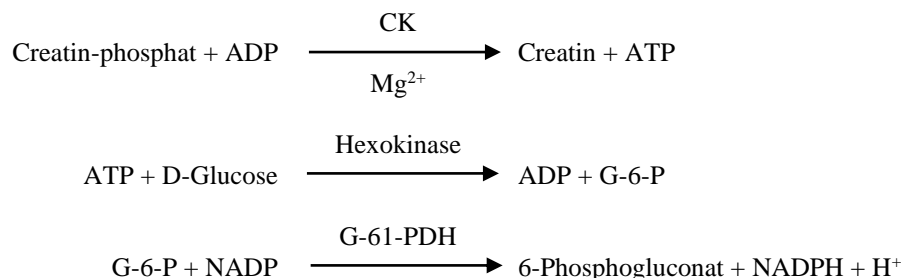 CK
Creatin-phosphat + ADP Creatin + ATP
Mg²⁺
Hexokinase
ATP + D-Glucose ADP + G-6-P
G-61-PDH
G-6-P + NADP 6-Phosphogluconat + NADPH + H⁺